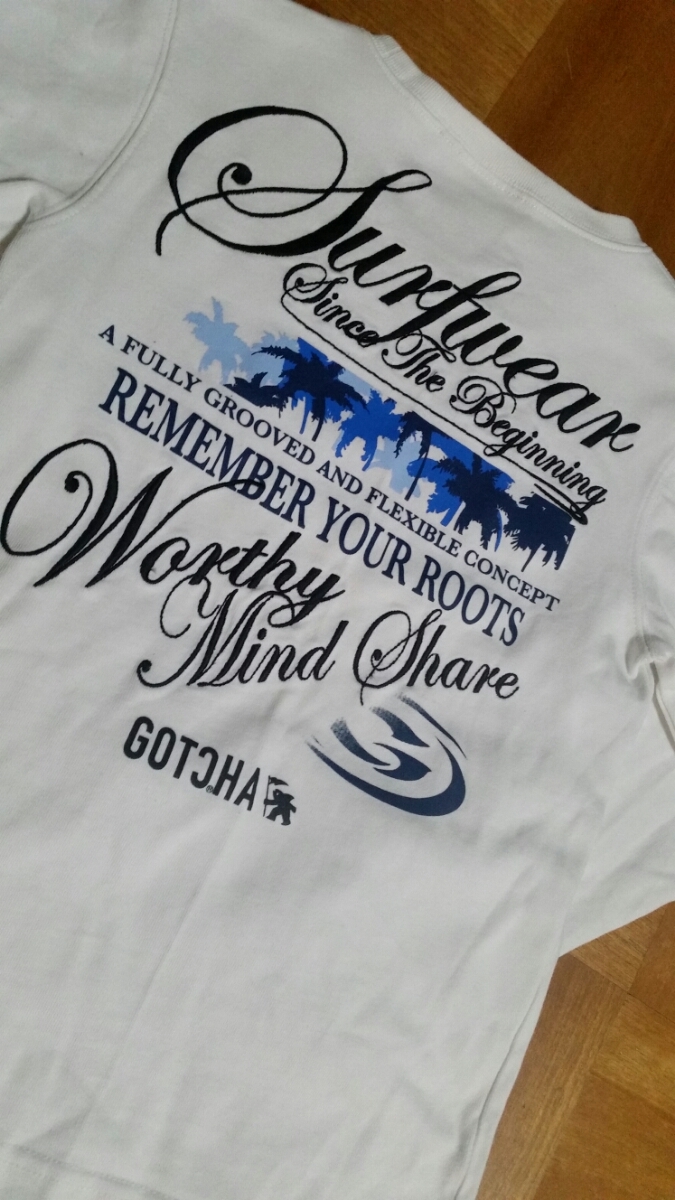 Surfwear
Since The Beginning
A FULLY GROOVED AND FLEXIBLE CONCEPT
REMEMBER YOUR ROOTS
Worthy
Mind Share
GOTCHA®